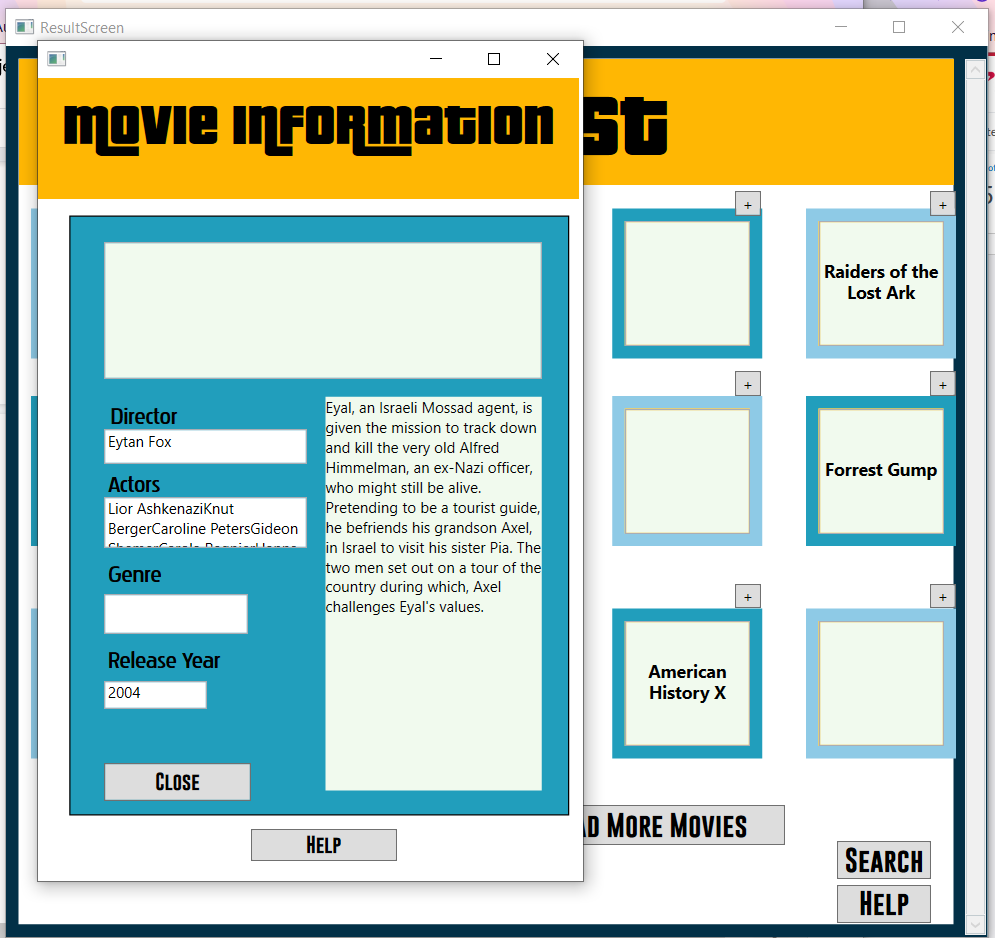 ResultScreen
Movie Information
st
+
+
Raiders of the
Lost Ark
Director
Eytan Fox
Actors
Lior AshkenaziKnut
BergerCaroline PetersGideon
Genre
Release Year
2004
Close
Eyal, an Israeli Mossad agent, is
given the mission to track down
and kill the very old Alfred
Himmelman, an ex-Nazi officer,
who might still be alive.
Pretending to be a tourist guide,
he befriends his grandson Axel,
in Israel to visit his sister Pia. The
two men set out on a tour of the
country during which, Axel
challenges Eyal's values.
Help
+
+
Forrest Gump
+
+
American
History X
ad More Movies
Search
Help